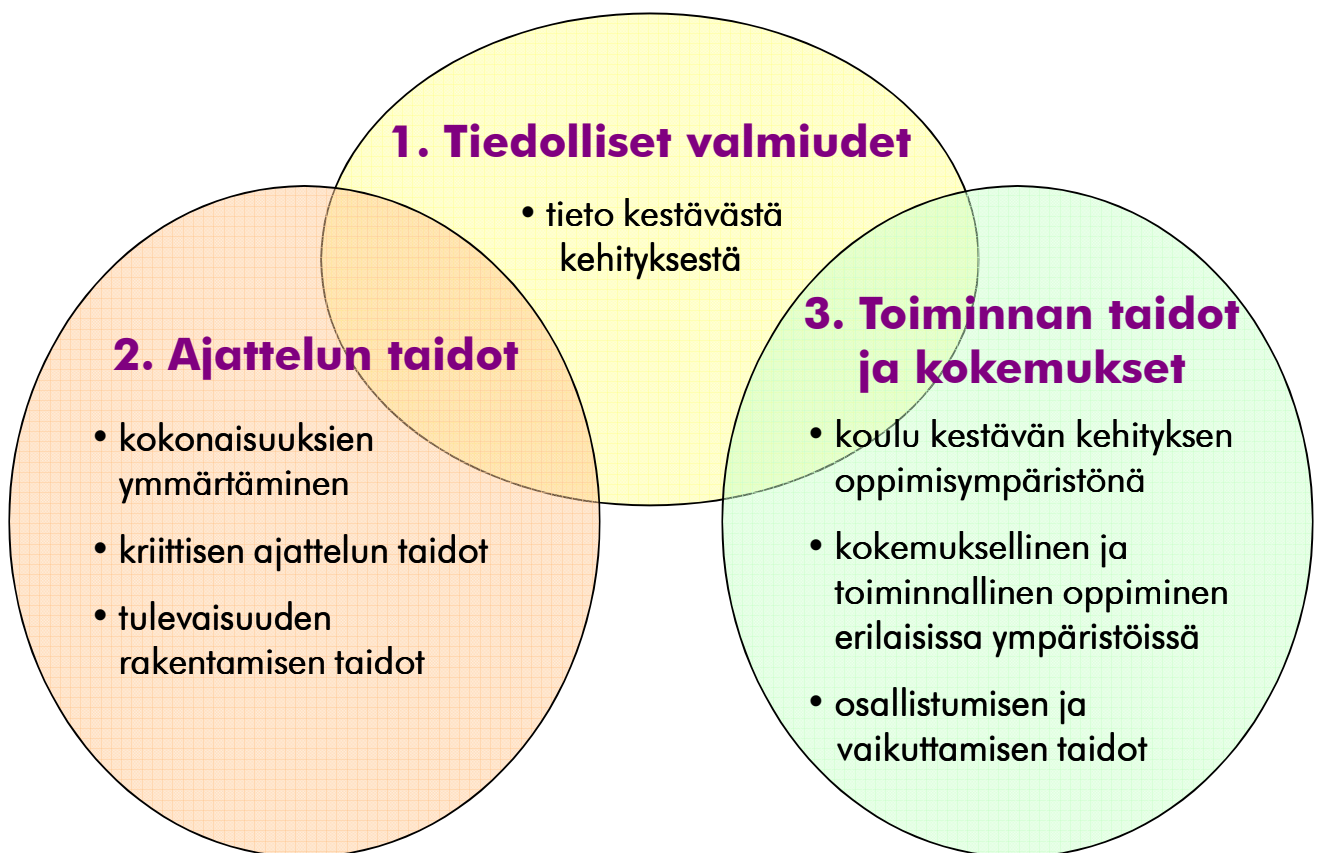 1. Tiedolliset valmiudet
• tieto kestävästä
kehityksestä
2. Ajattelun taidot
• kokonaisuuksien
ymmärtäminen
• kriittisen ajattelun taidot
• tulevaisuuden
rakentamisen taidot
3. Toiminnan taidot
ja kokemukset
• koulu kestävän kehityksen
oppimisympäristönä
• kokemuksellinen ja
toiminnallinen oppiminen
erilaisissa ympäristöissä
• osallistumisen ja
vaikuttamisen taidot